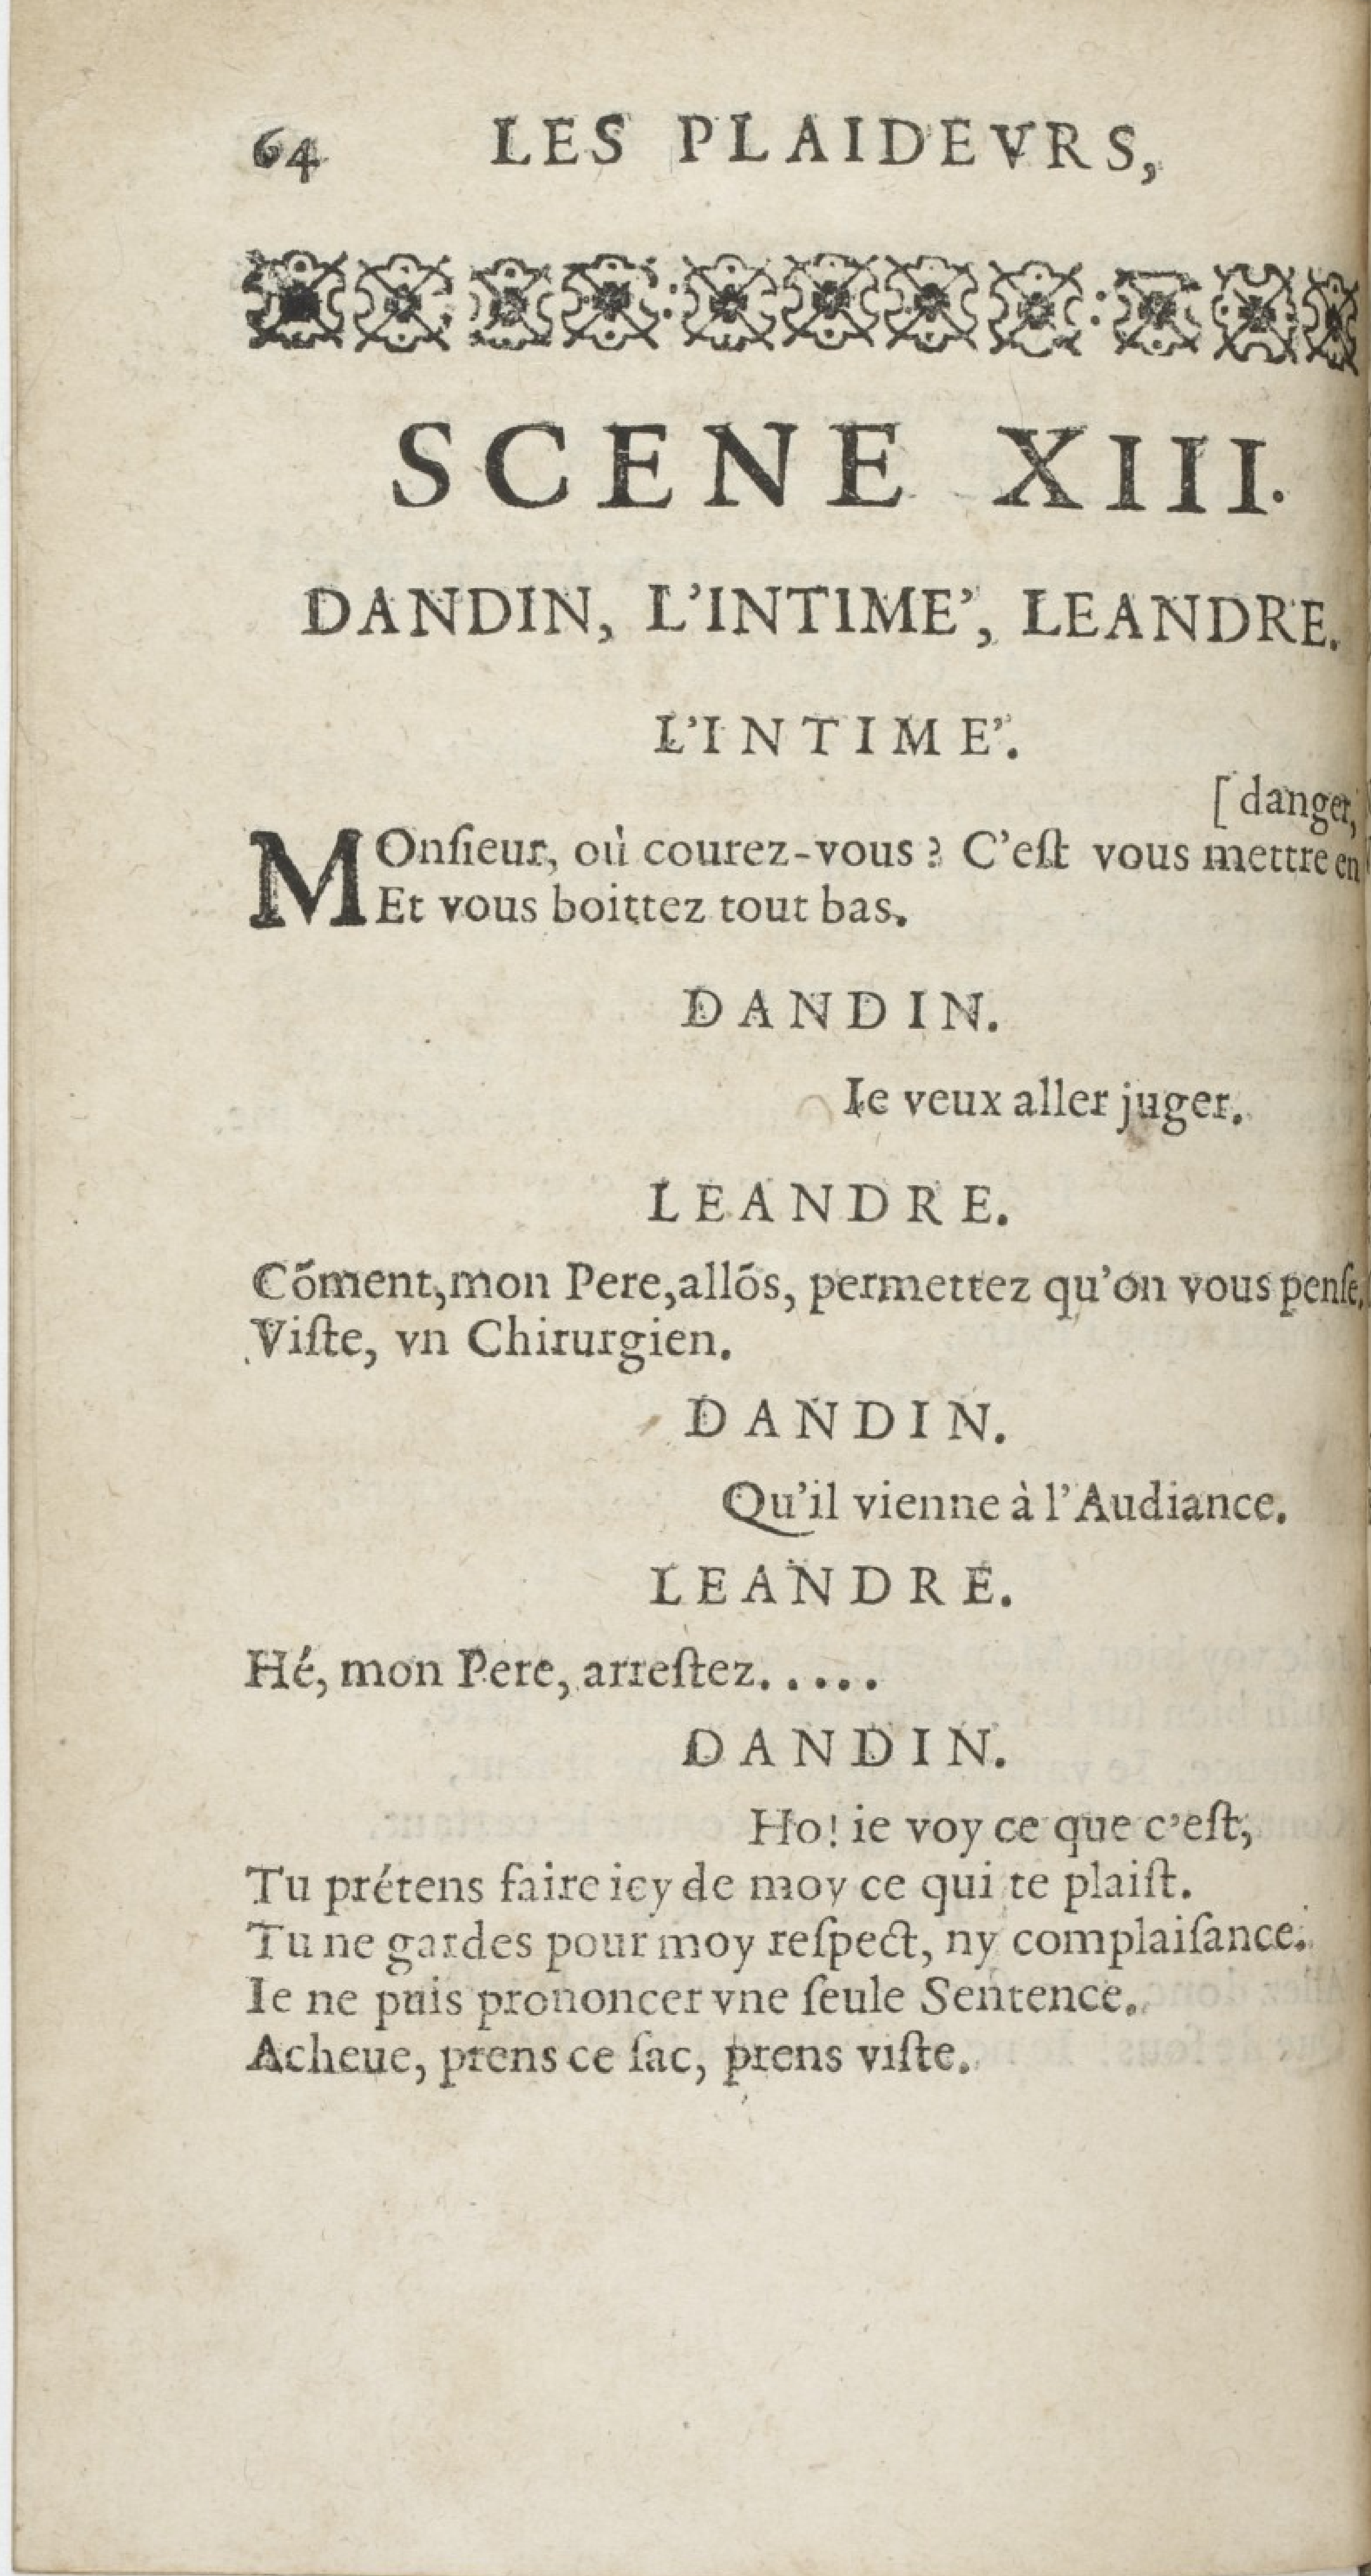 64 LES PLAIDEVRS,
SCENE XIII.
DANDIN, L'INTIME', LEANDRE.
L'INTIME'.
[danger,
MOnſieur, où courez-vous? C'eſt vous mettre en
Et vous boittez tout bas.
DANDIN.
Ie veux aller juger.
LEANDRE.
Cõment, mon Pere, allõs, permettez qu'on vous penſe,
Viſte, vn Chirurgien.
DANDIN.
Qu'il vienne à l'Audiance.
LEANDRE.
Hé, mon Pere, arreſtez.....
DANDIN.
Ho! ie voy ce que c'eſt,
Tu prétens faire icy de moy ce qui te plaiſt.
Tu ne gardes pour moy reſpect, ny complaiſance.
Ie ne puis prononcer vne ſeule Sentence.
Acheue, prens ce ſac, prens viſte.